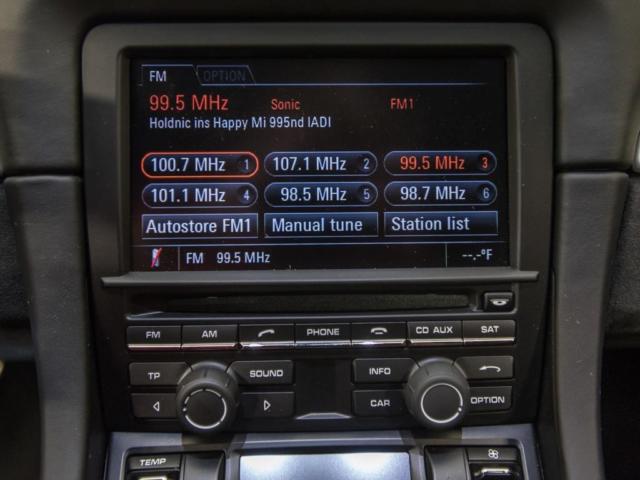 FM OPTION
99.5 MHz Sonic FM1
Holdnic ins Happy Mi 995nd IADI
100.7 MHz 1 107.1 MHz 2 99.5 MHz 3
101.1 MHz 4 98.5 MHz 5 98.7 MHz 6
Autostore FM1 Manual tune Station list
FM 99.5 MHz --.-°F
FM AM PHONE CD AUX SAT
TP SOUND INFO
CAR OPTION
TEMP